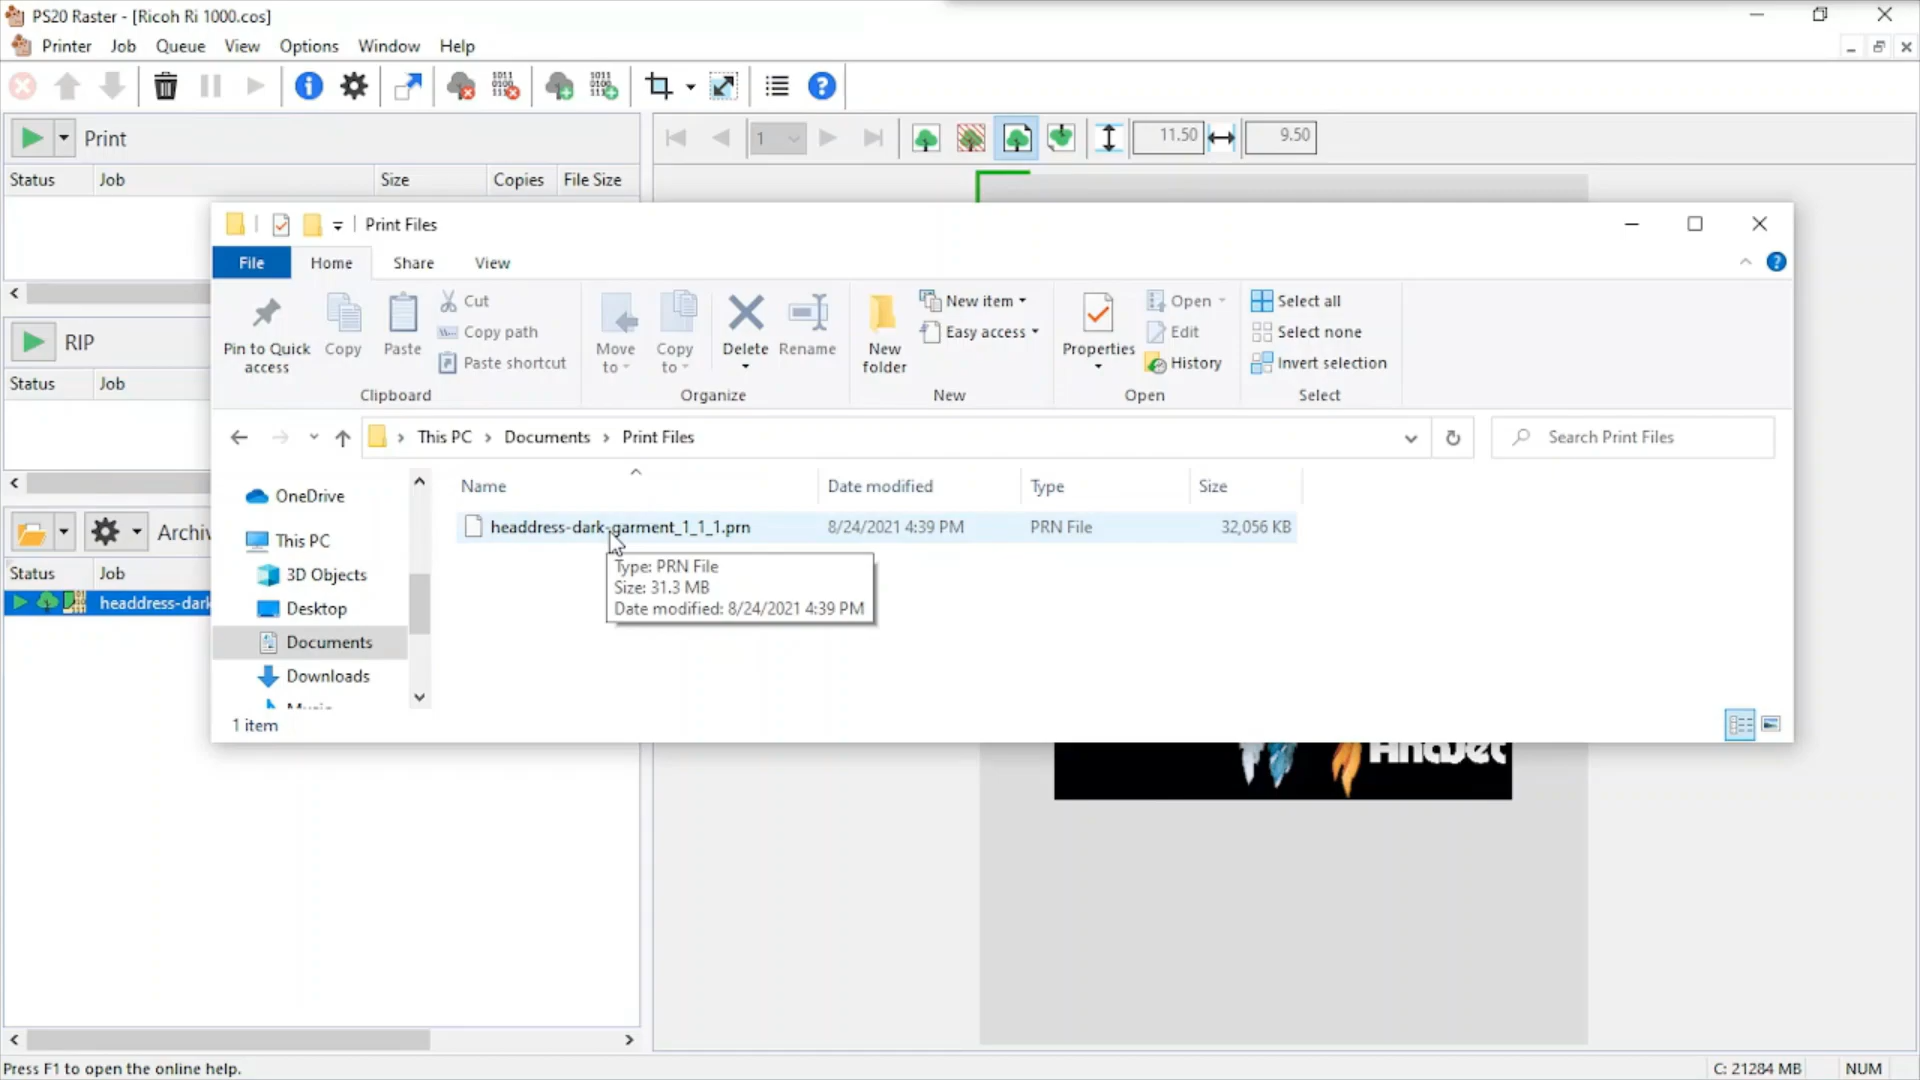 PS20 Raster - [Ricoh Ri 1000.cos]
Printer Job Queue View Options Window Help
Print
1 11.50 9.50
Status Job Size Copies File Size
Print Files
File Home Share View
Pin to Quick access
Copy
Paste
Cut
Copy path
Paste shortcut
Move to
Copy to
Delete
Rename
New folder
New item
Easy access
Properties
Open
Edit
History
Select all
Select none
Invert selection
Clipboard Organize New Open Select
RIP
Status Job
This PC > Documents > Print Files
Search Print Files
Name Date modified Type Size
headdress-dark-garment_1_1_1.prn 8/24/2021 4:39 PM PRN File 32,056 KB
Type: PRN File
Size: 31.3 MB
Date modified: 8/24/2021 4:39 PM
OneDrive
This PC
3D Objects
Desktop
Documents
Downloads
Music
1 item
Archiv
Status Job
headdress-dark
AnaJet
Press F1 to open the online help.
C: 21284 MB NUM